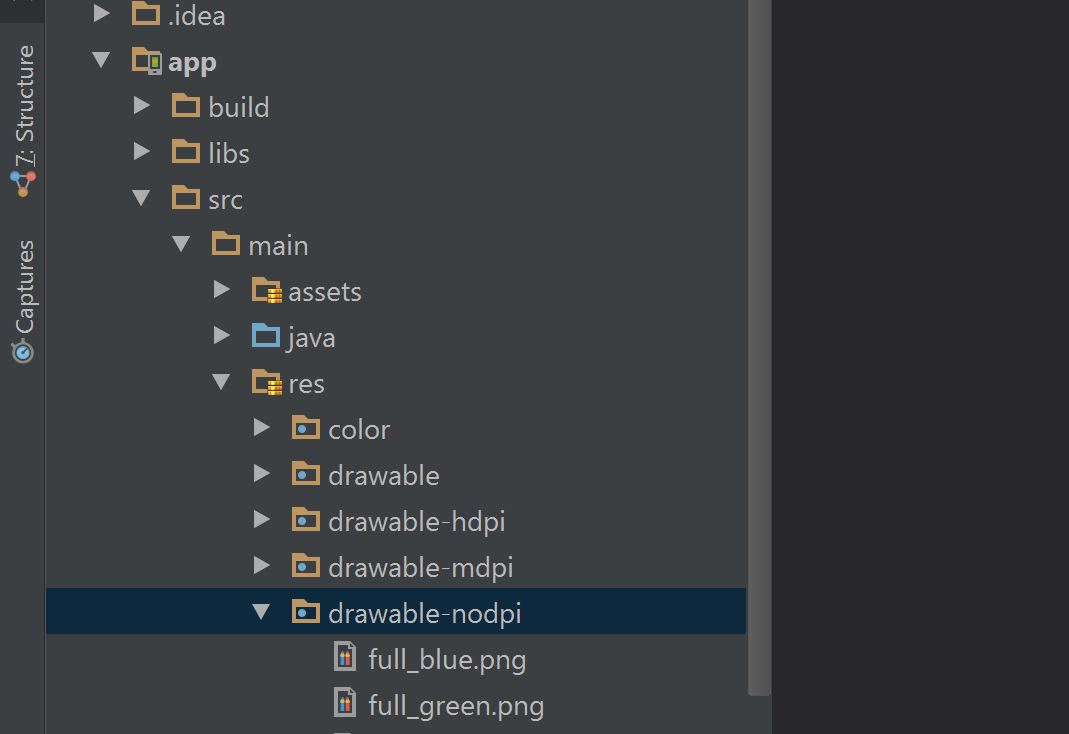 .idea
app
build
libs
src
main
assets
java
res
color
drawable
drawable-hdpi
drawable-mdpi
drawable-nodpi
full_blue.png
full_green.png
7: Structure
Captures